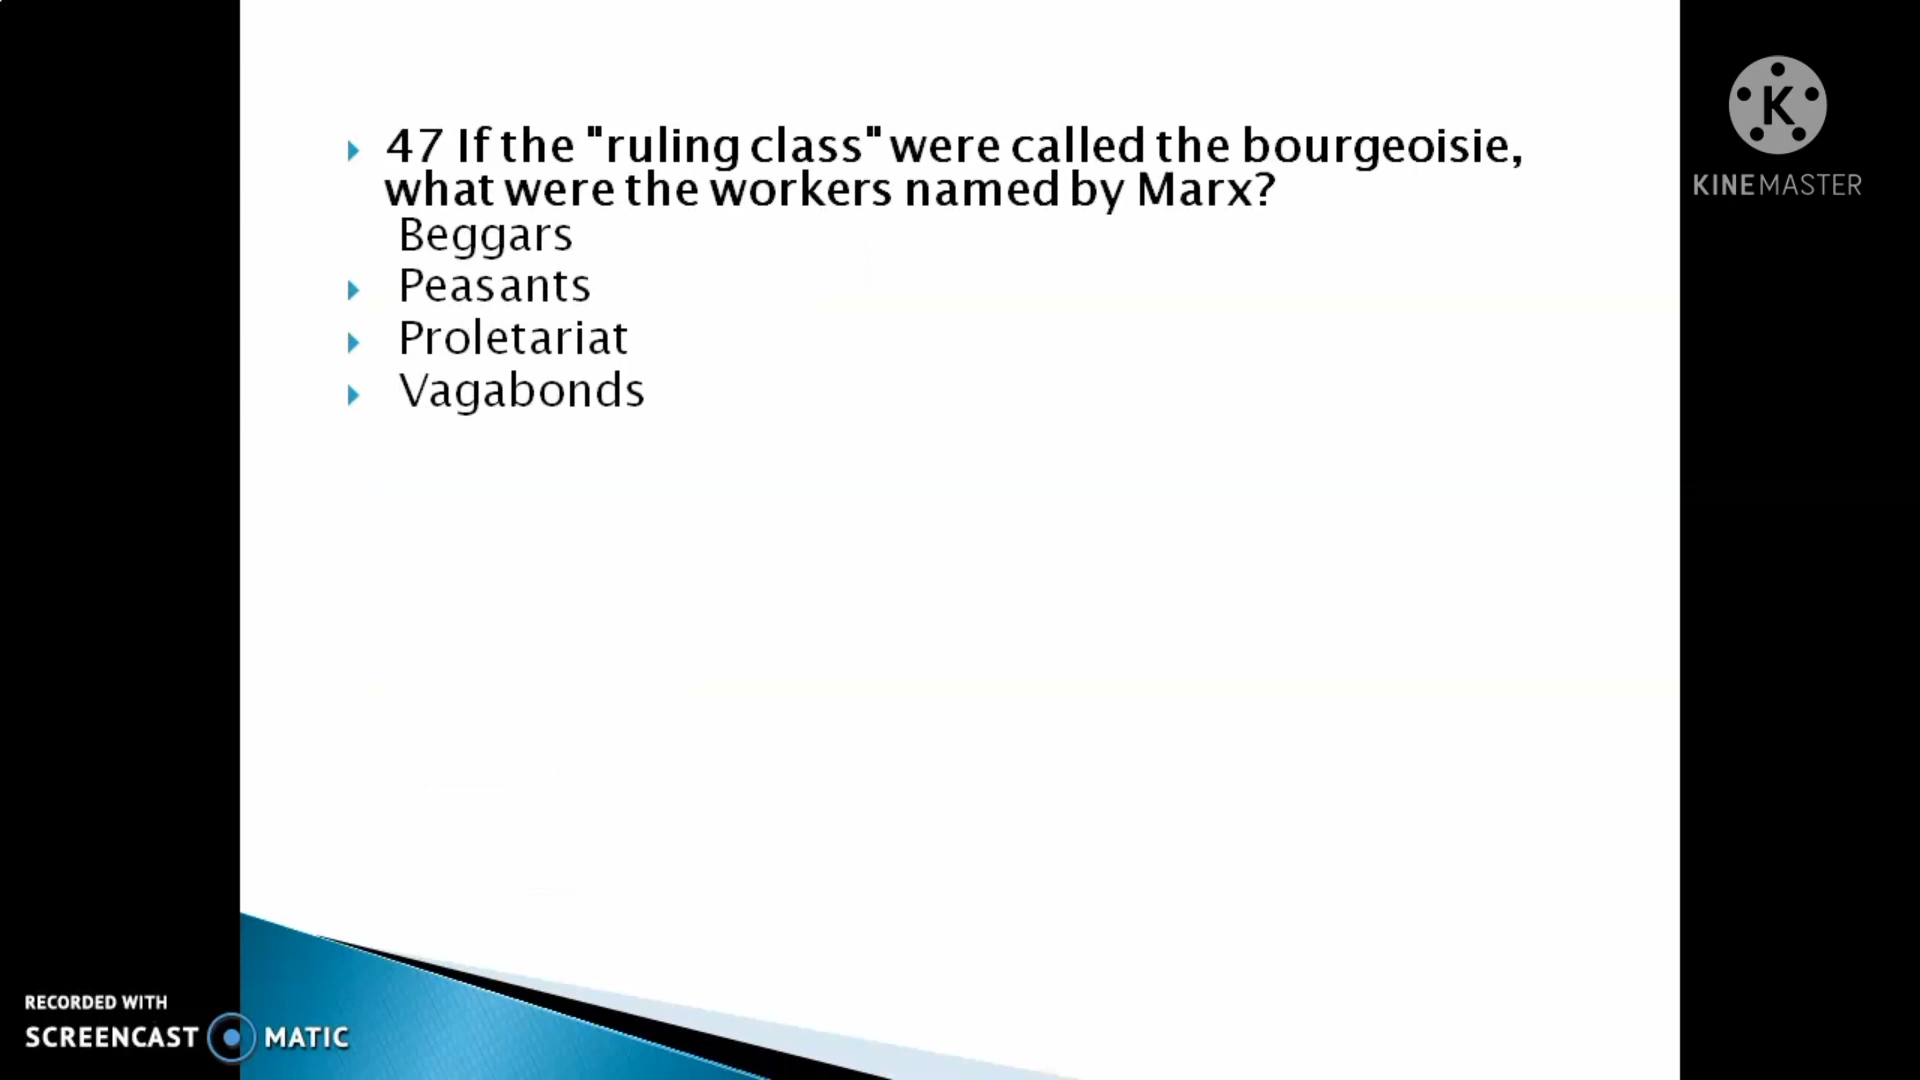 47 If the "ruling class" were called the bourgeoisie,
what were the workers named by Marx?
Beggars
Peasants
Proletariat
Vagabonds
K
KINEMASTER
RECORDED WITH
SCREENCAST MATIC